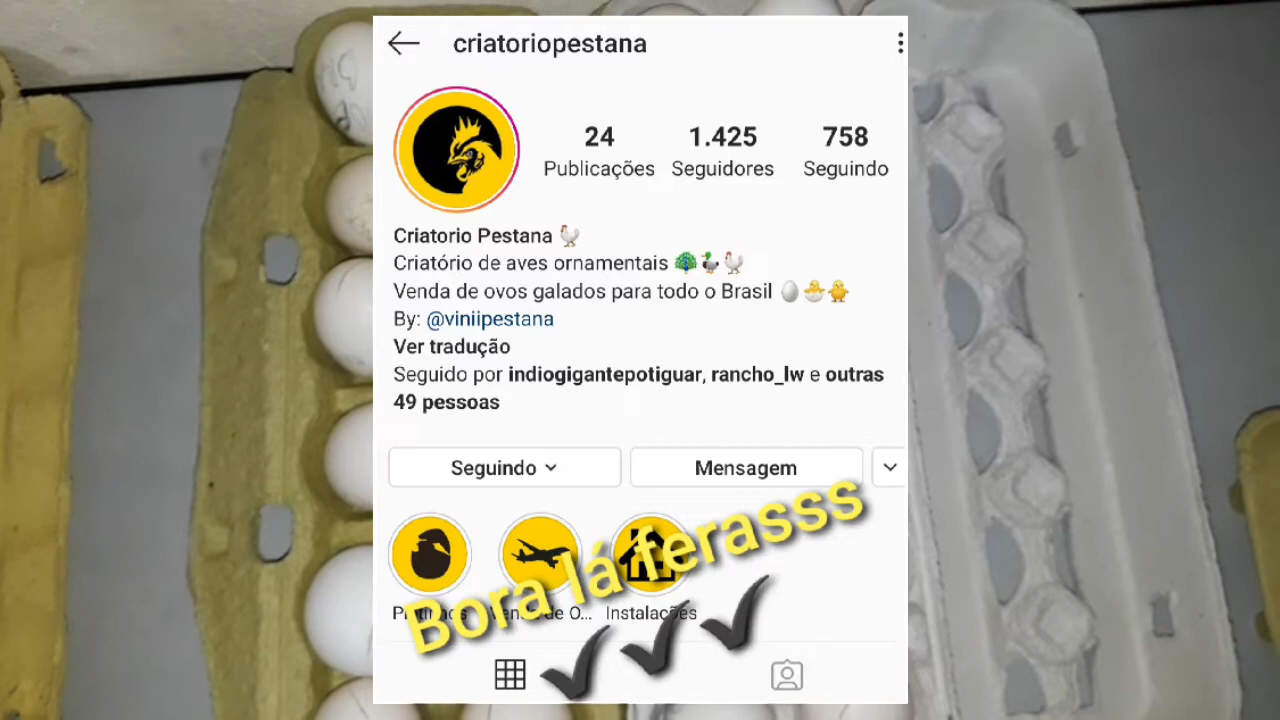 criatoriopestana
24 1.425 758
Publicações Seguidores Seguindo
Criatorio Pestana
Criatório de aves ornamentais
Venda de ovos galados para todo o Brasil
By: @viniipestana
Ver tradução
Seguido por indiogigantepotiguar, rancho_lw e outras
49 pessoas
Seguindo Mensagem
Bora lá ferasss
de O... Instalações